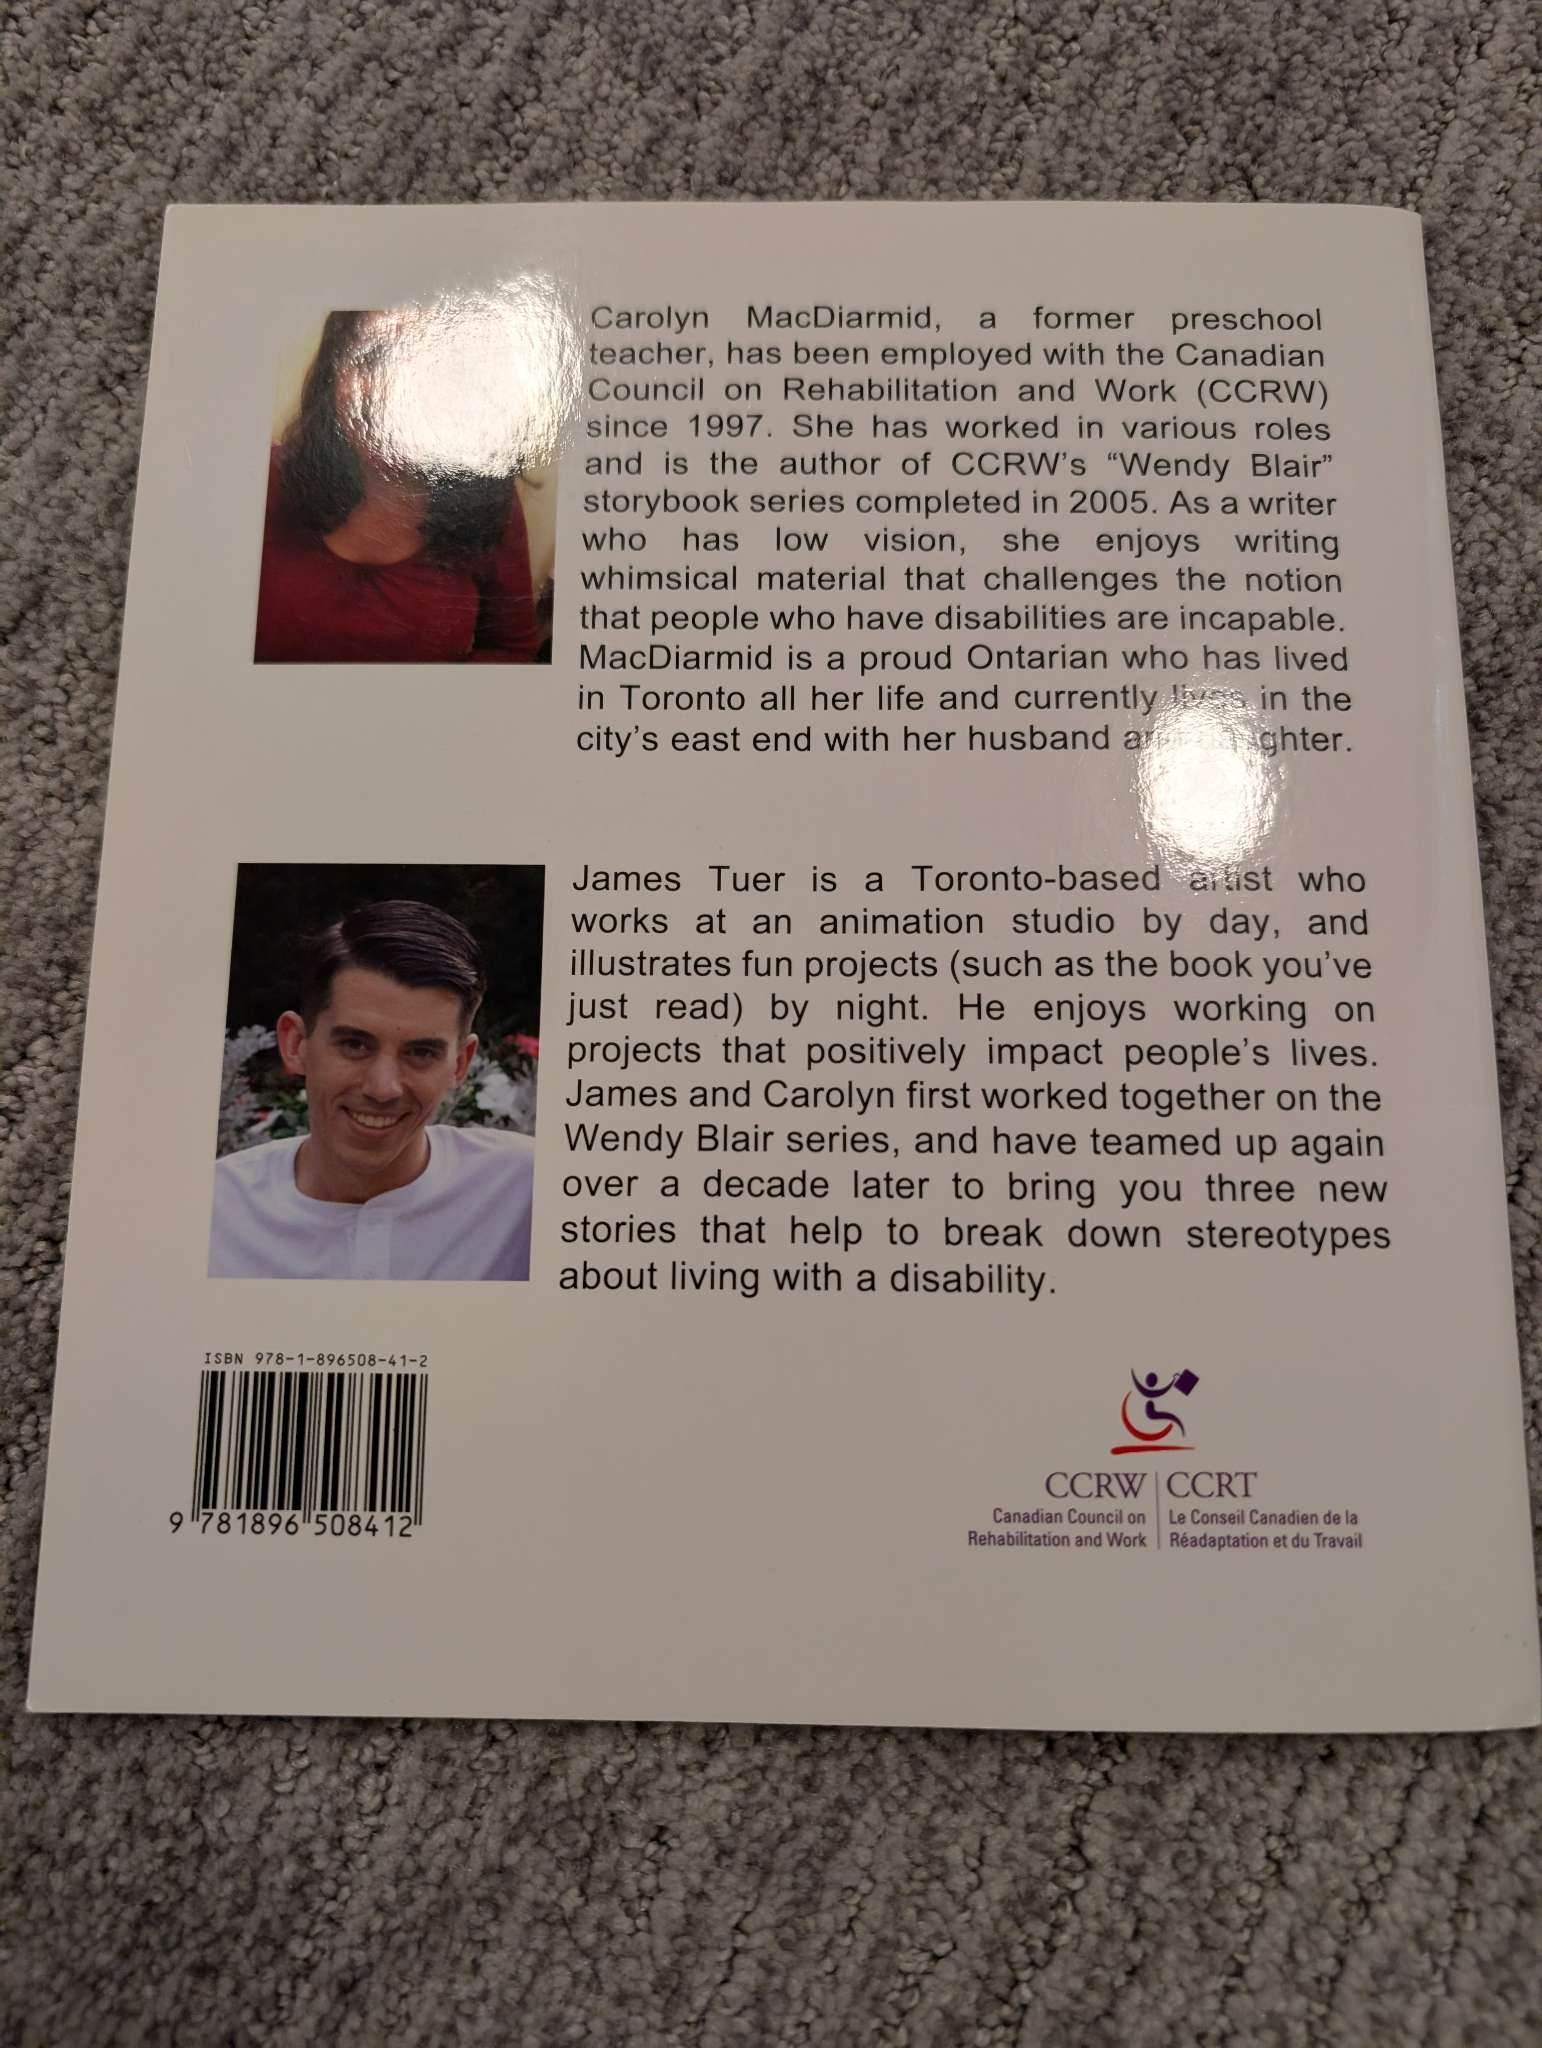 Carolyn MacDiarmid, a former preschool
teacher, has been employed with the Canadian
Council on Rehabilitation and Work (CCRW)
since 1997. She has worked in various roles
and is the author of CCRW's “Wendy Blair”
storybook series completed in 2005. As a writer
who has low vision, she enjoys writing
whimsical material that challenges the notion
that people who have disabilities are incapable.
MacDiarmid is a proud Ontarian who has lived
in Toronto all her life and currently lives in the
city's east end with her husband and daughter.
James Tuer is a Toronto-based artist who
works at an animation studio by day, and
illustrates fun projects (such as the book you've
just read) by night. He enjoys working on
projects that positively impact people's lives.
James and Carolyn first worked together on the
Wendy Blair series, and have teamed up again
over a decade later to bring you three new
stories that help to break down stereotypes
about living with a disability.
ISBN 978-1-896508-41-2
9 781896 508412
CCRW CCRT
Canadian Council on Le Conseil Canadien de la
Rehabilitation and Work Réadaptation et du Travail